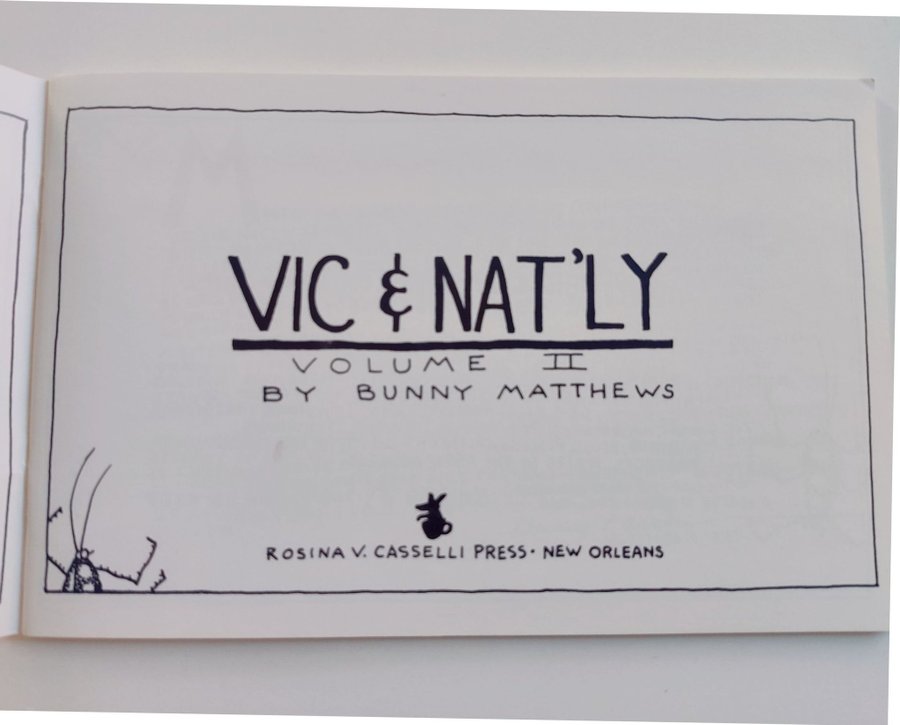 VIC & NAT'LY
VOLUME II
BY BUNNY MATTHEWS
ROSINA V. CASSELLI PRESS • NEW ORLEANS